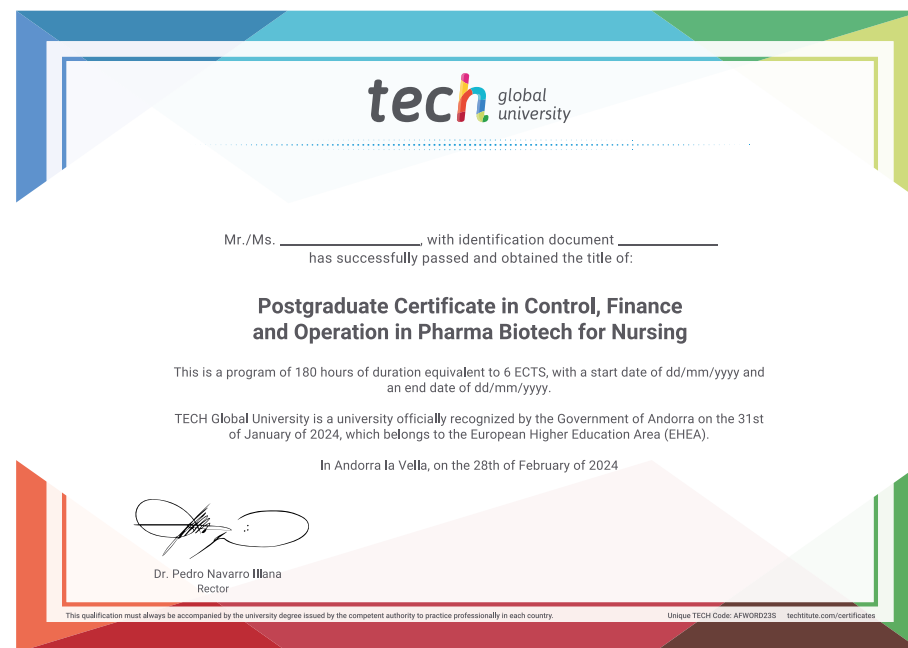 tech global
university
Mr./Ms. ____________________, with identification document ______________
has successfully passed and obtained the title of:
Postgraduate Certificate in Control, Finance
and Operation in Pharma Biotech for Nursing
This is a program of 180 hours of duration equivalent to 6 ECTS, with a start date of dd/mm/yyyy and
an end date of dd/mm/yyyy.
TECH Global University is a university officially recognized by the Government of Andorra on the 31st
of January of 2024, which belongs to the European Higher Education Area (EHEA).
In Andorra la Vella, on the 28th of February of 2024
Dr. Pedro Navarro Illana
Rector
This qualification must always be accompanied by the university degree issued by the competent authority to practice professionally in each country.
Unique TECH Code: AFWORD23S techtitute.com/certificates